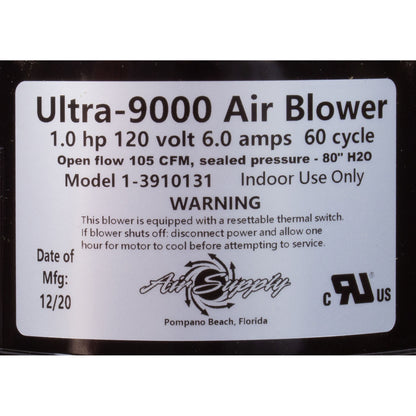 Ultra-9000 Air Blower
1.0 hp 120 volt 6.0 amps 60 cycle
Open flow 105 CFM, sealed pressure - 80" H2O
Model 1-3910131 Indoor Use Only
WARNING
This blower is equipped with a resettable thermal switch.
If blower shuts off: disconnect power and allow one
hour for motor to cool before attempting to service.
Date of
Mfg:
12/20
Air Supply
Pompano Beach, Florida
C RU US